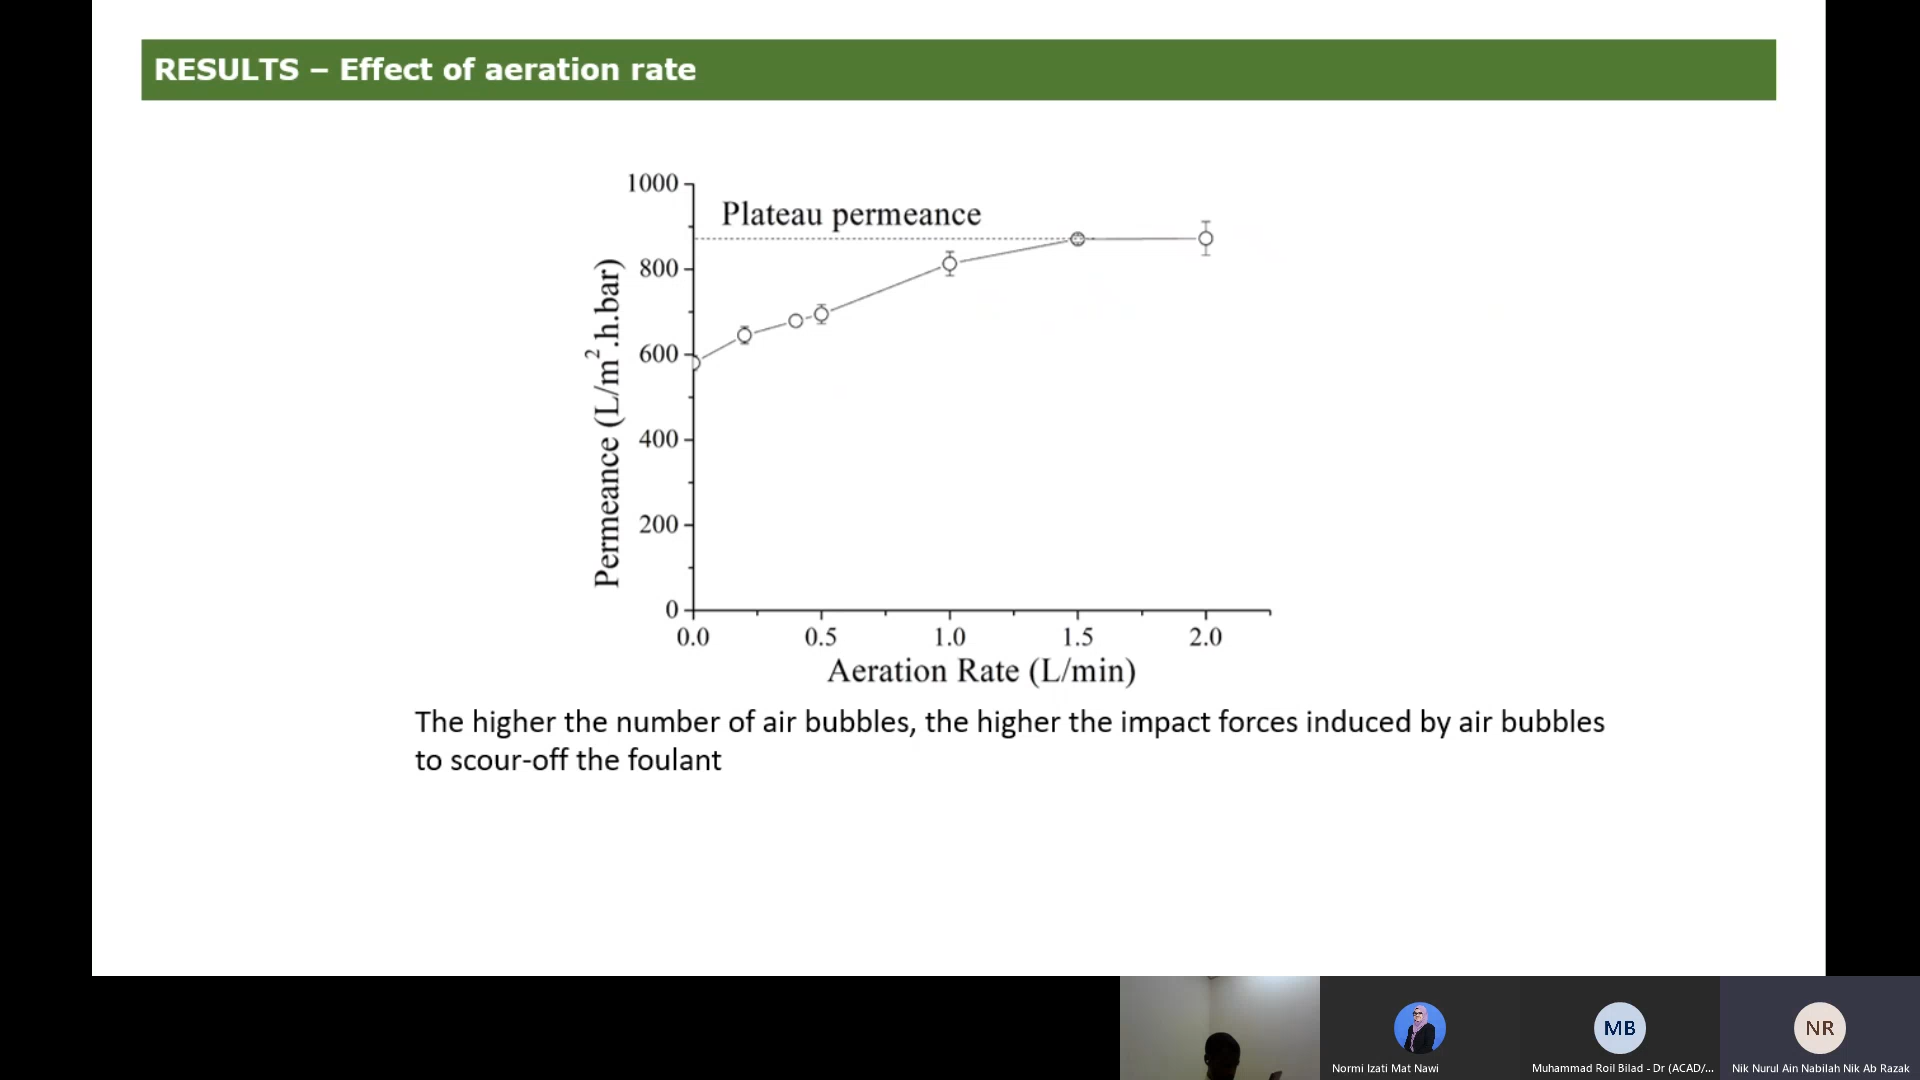 RESULTS – Effect of aeration rate
1000
Plateau permeance
800
600
400
200
0
Permeance (L/m².h.bar)
0.0 0.5 1.0 1.5 2.0
Aeration Rate (L/min)
The higher the number of air bubbles, the higher the impact forces induced by air bubbles
to scour-off the foulant
MB
NR
Normi Izati Mat Nawi
Muhammad Roil Bilad - Dr (ACAD/...
Nik Nurul Ain Nabilah Nik Ab Razak